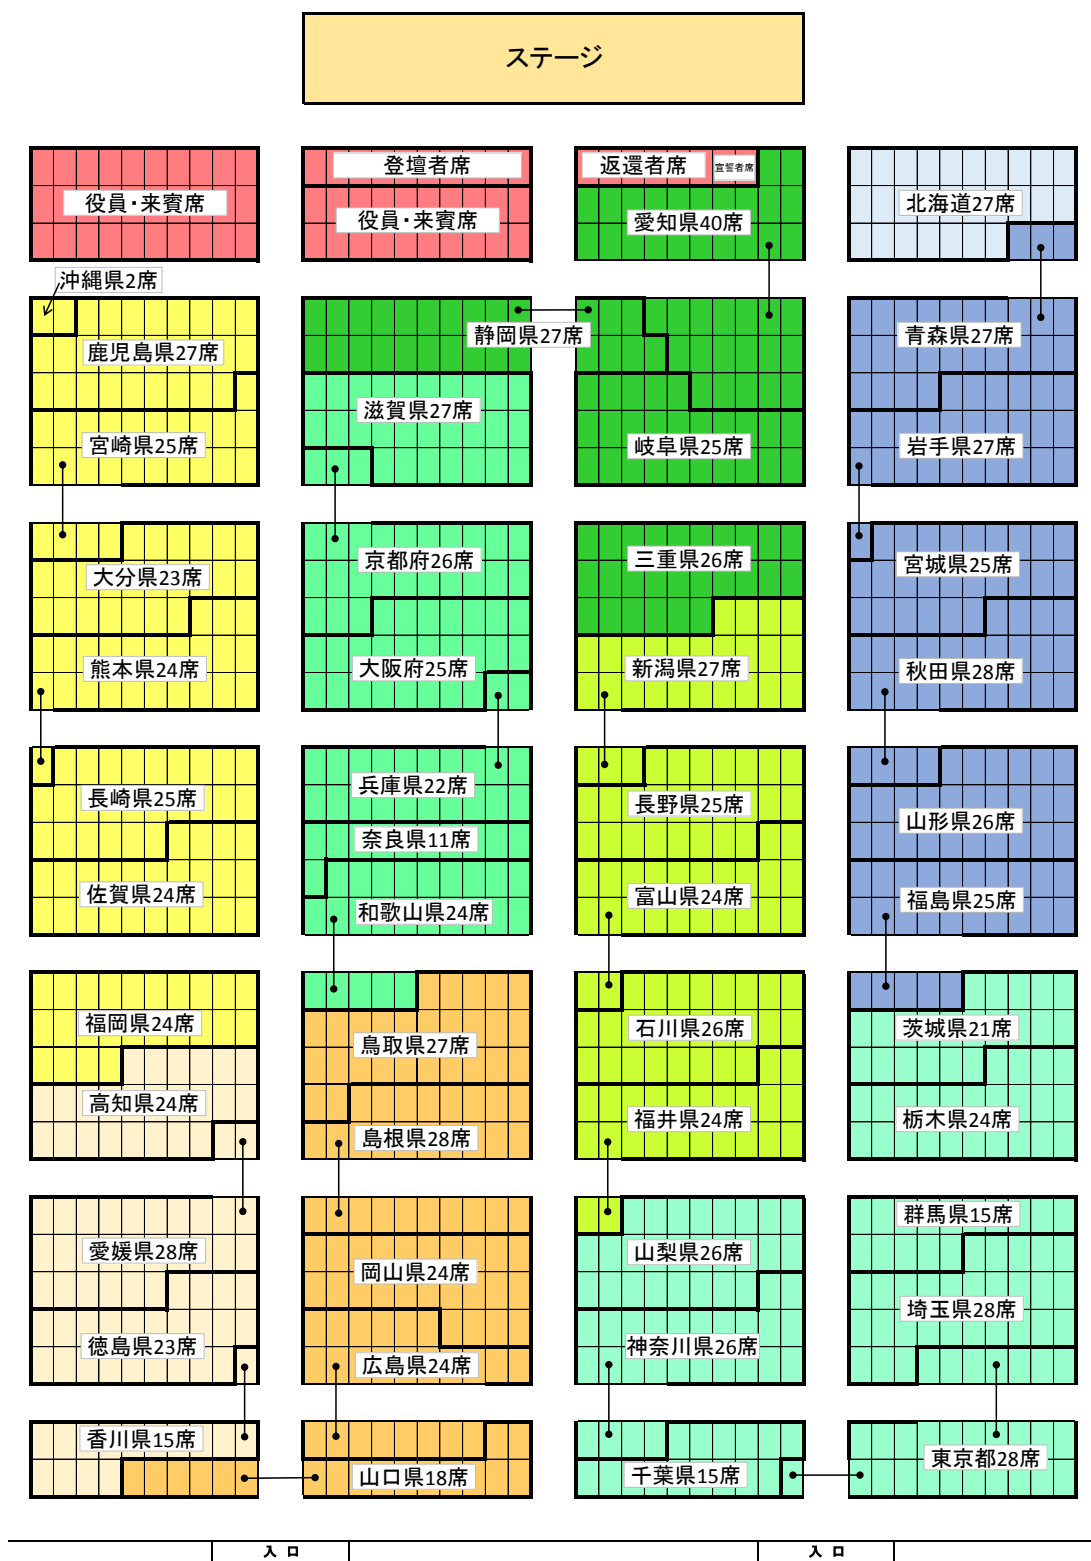 ステージ
役員・来賓席
登壇者席
役員・来賓席
返還者席
宣誓者席
愛知県40席
北海道27席
沖縄県2席
鹿児島県27席
宮崎県25席
静岡県27席
滋賀県27席
岐阜県25席
青森県27席
岩手県27席
大分県23席
熊本県24席
京都府26席
大阪府25席
三重県26席
新潟県27席
宮城県25席
秋田県28席
長崎県25席
佐賀県24席
兵庫県22席
奈良県11席
和歌山県24席
長野県25席
富山県24席
山形県26席
福島県25席
福岡県24席
高知県24席
鳥取県27席
島根県28席
石川県26席
福井県24席
茨城県21席
栃木県24席
愛媛県28席
徳島県23席
岡山県24席
広島県24席
山梨県26席
神奈川県26席
群馬県15席
埼玉県28席
香川県15席
山口県18席
千葉県15席
東京都28席
入口
入口